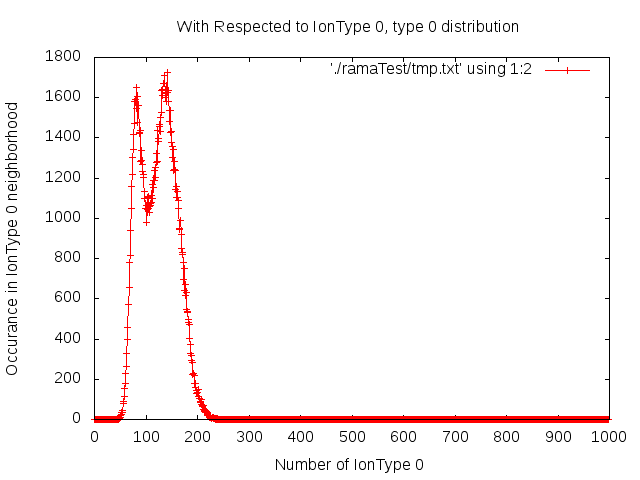 With Respected to IonType 0, type 0 distribution
'./ramaTest/tmp.txt' using 1:2
Occurance in IonType 0 neighborhood
1800
1600
1400
1200
1000
800
600
400
200
0
0 100 200 300 400 500 600 700 800 900 1000
Number of IonType 0